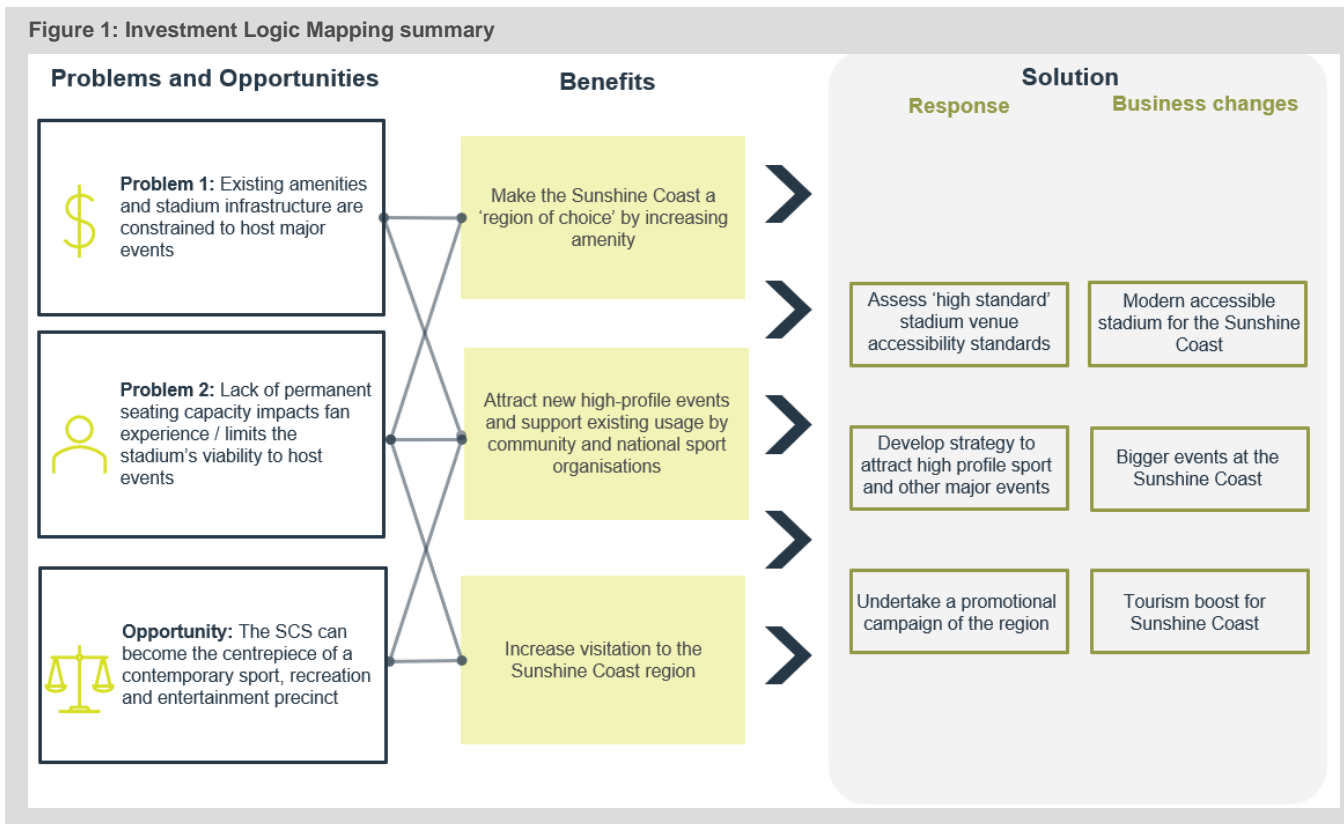 Figure 1: Investment Logic Mapping summary
Problems and Opportunities
Benefits
Solution
Response
Business changes
Problem 1: Existing amenities
and stadium infrastructure are
constrained to host major
events
Make the Sunshine Coast a
‘region of choice’ by increasing
amenity
Assess ‘high standard’
stadium venue
accessibility standards
Modern accessible
stadium for the Sunshine
Coast
Problem 2: Lack of permanent
seating capacity impacts fan
experience / limits the
stadium’s viability to host
events
Attract new high-profile events
and support existing usage by
community and national sport
organisations
Develop strategy to
attract high profile sport
and other major events
Bigger events at the
Sunshine Coast
Opportunity: The SCS can
become the centrepiece of a
contemporary sport, recreation
and entertainment precinct
Increase visitation to the
Sunshine Coast region
Undertake a promotional
campaign of the region
Tourism boost for
Sunshine Coast